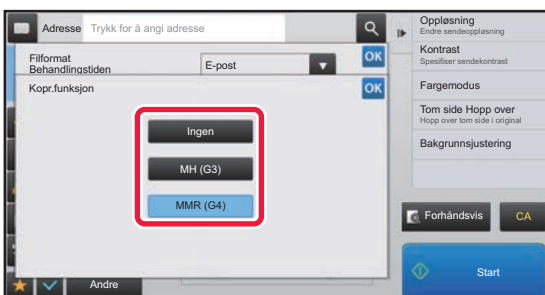 Adresse Trykk for å angi adresse
Filformat
Behandlingstiden
E-post
OK
Kopr.funksjon
OK
Ingen
MH (G3)
MMR (G4)
Andre
Oppløsning
Endre sendeoppløsning
Kontrast
Spesifiser sendekontrast
Fargemodus
Tom side Hopp over
Hopp over tom side i original
Bakgrunnsjustering
Forhåndsvis
CA
Start